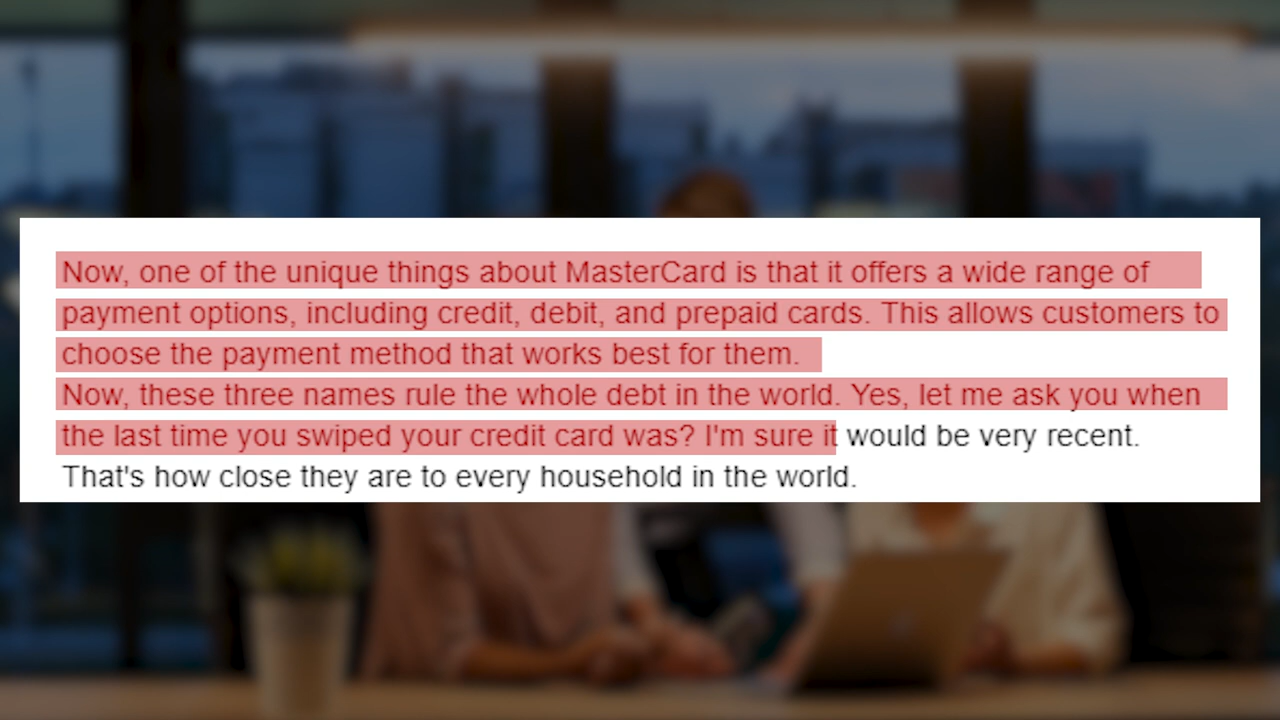 Now, one of the unique things about MasterCard is that it offers a wide range of
payment options, including credit, debit, and prepaid cards. This allows customers to
choose the payment method that works best for them.
Now, these three names rule the whole debt in the world. Yes, let me ask you when
the last time you swiped your credit card was? I'm sure it would be very recent.
That's how close they are to every household in the world.